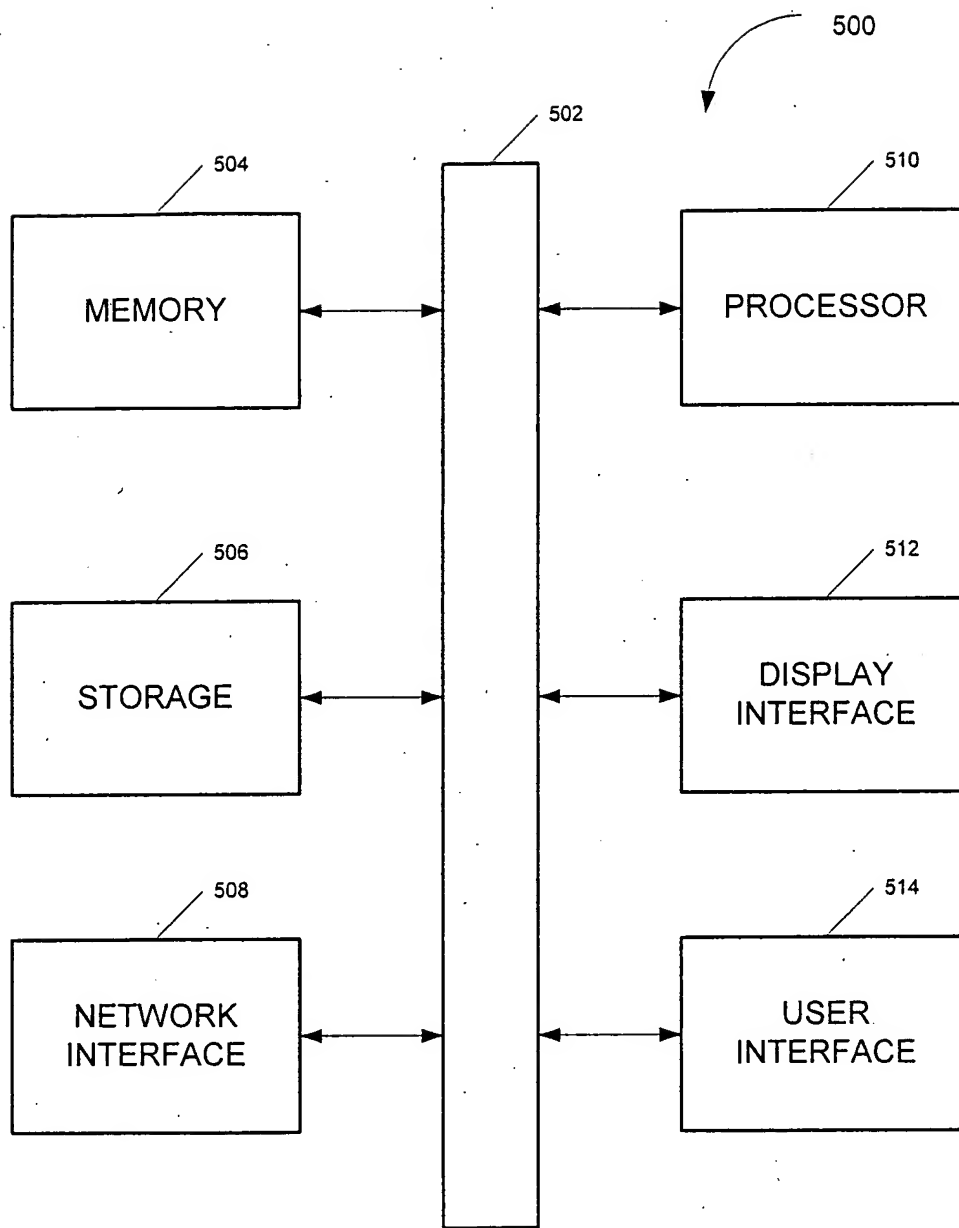 500
502
504
510
MEMORY
PROCESSOR
506
512
STORAGE
DISPLAY
INTERFACE
508
514
NETWORK
INTERFACE
USER
INTERFACE